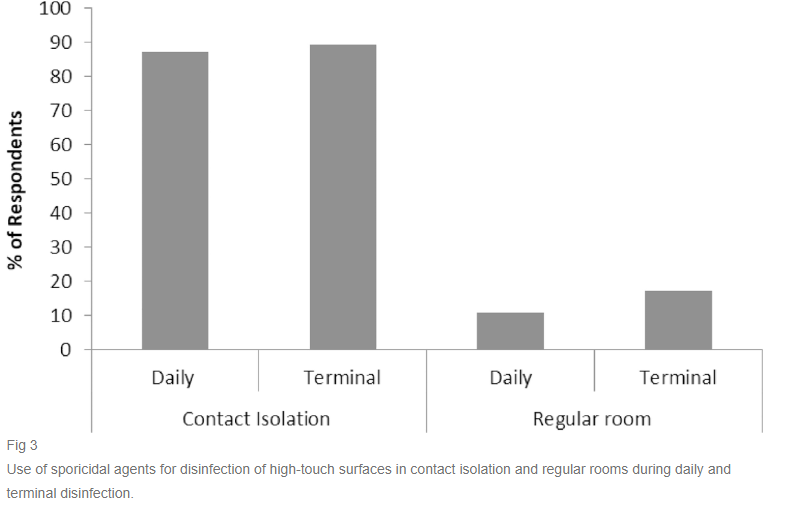 100
90
80
70
60
50
40
30
20
10
0
% of Respondents
Daily Terminal Daily Terminal
Contact Isolation Regular room
Fig 3
Use of sporicidal agents for disinfection of high-touch surfaces in contact isolation and regular rooms during daily and
terminal disinfection.